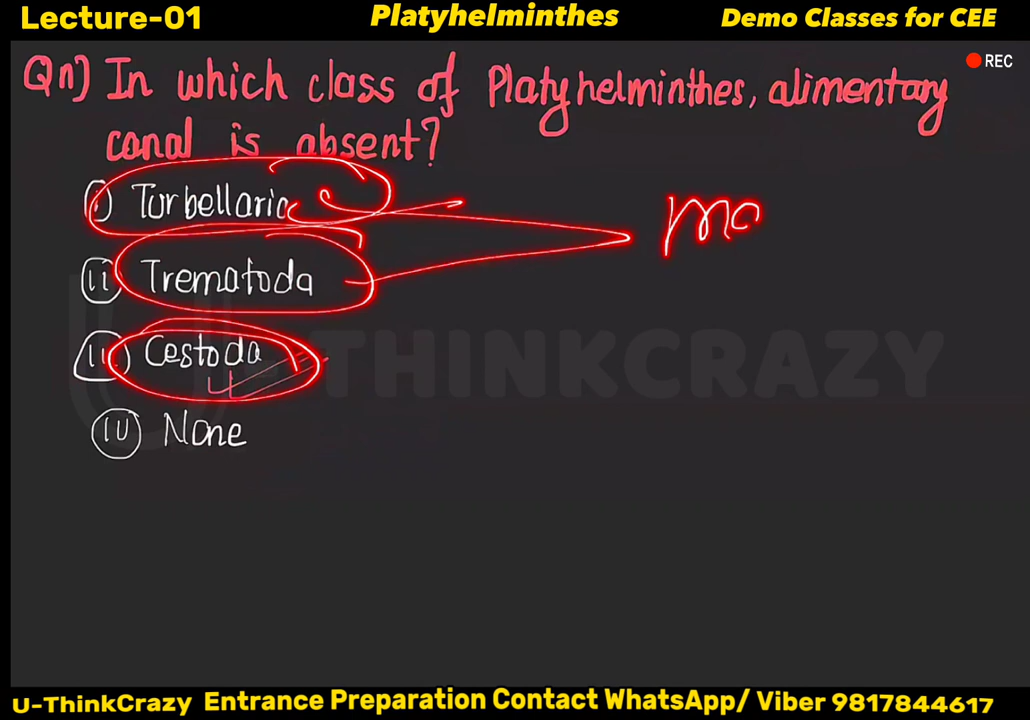 Lecture-01
Platyhelminthes
Demo Classes for CEE
REC
Qn) In which class of Platyhelminthes, alimentary
canal is absent?
(i) Turbellaria
(ii) Trematoda
Cestoda
(iv) None
U-THINKCRAZY
U-ThinkCrazy Entrance Preparation Contact WhatsApp/ Viber 9817844617